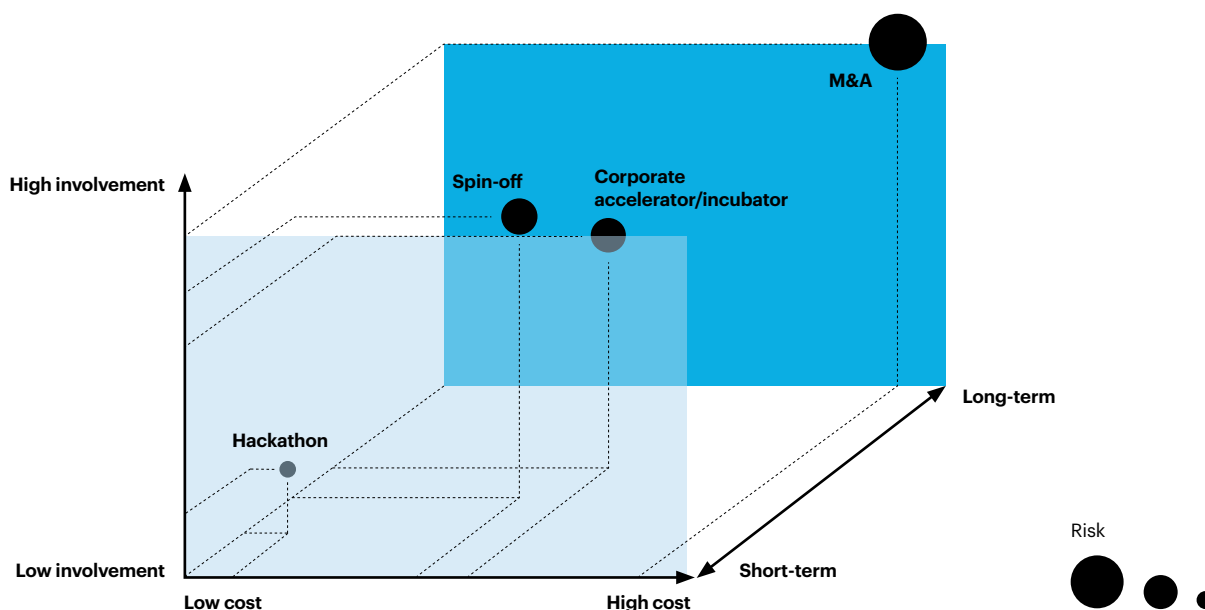 M&A
Spin-off
Corporate
accelerator/incubator
High involvement
Hackathon
Long-term
Risk
Low involvement
Short-term
Low cost
High cost